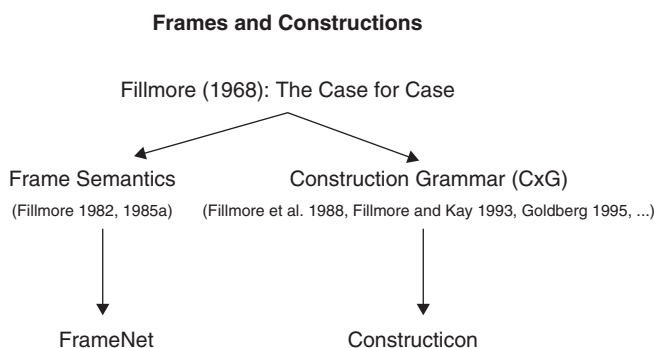 Frames and Constructions
Fillmore (1968): The Case for Case
Frame Semantics
Construction Grammar (CxG)
(Fillmore 1982, 1985a)
(Fillmore et al. 1988, Fillmore and Kay 1993, Goldberg 1995, ...)
FrameNet
Constructicon